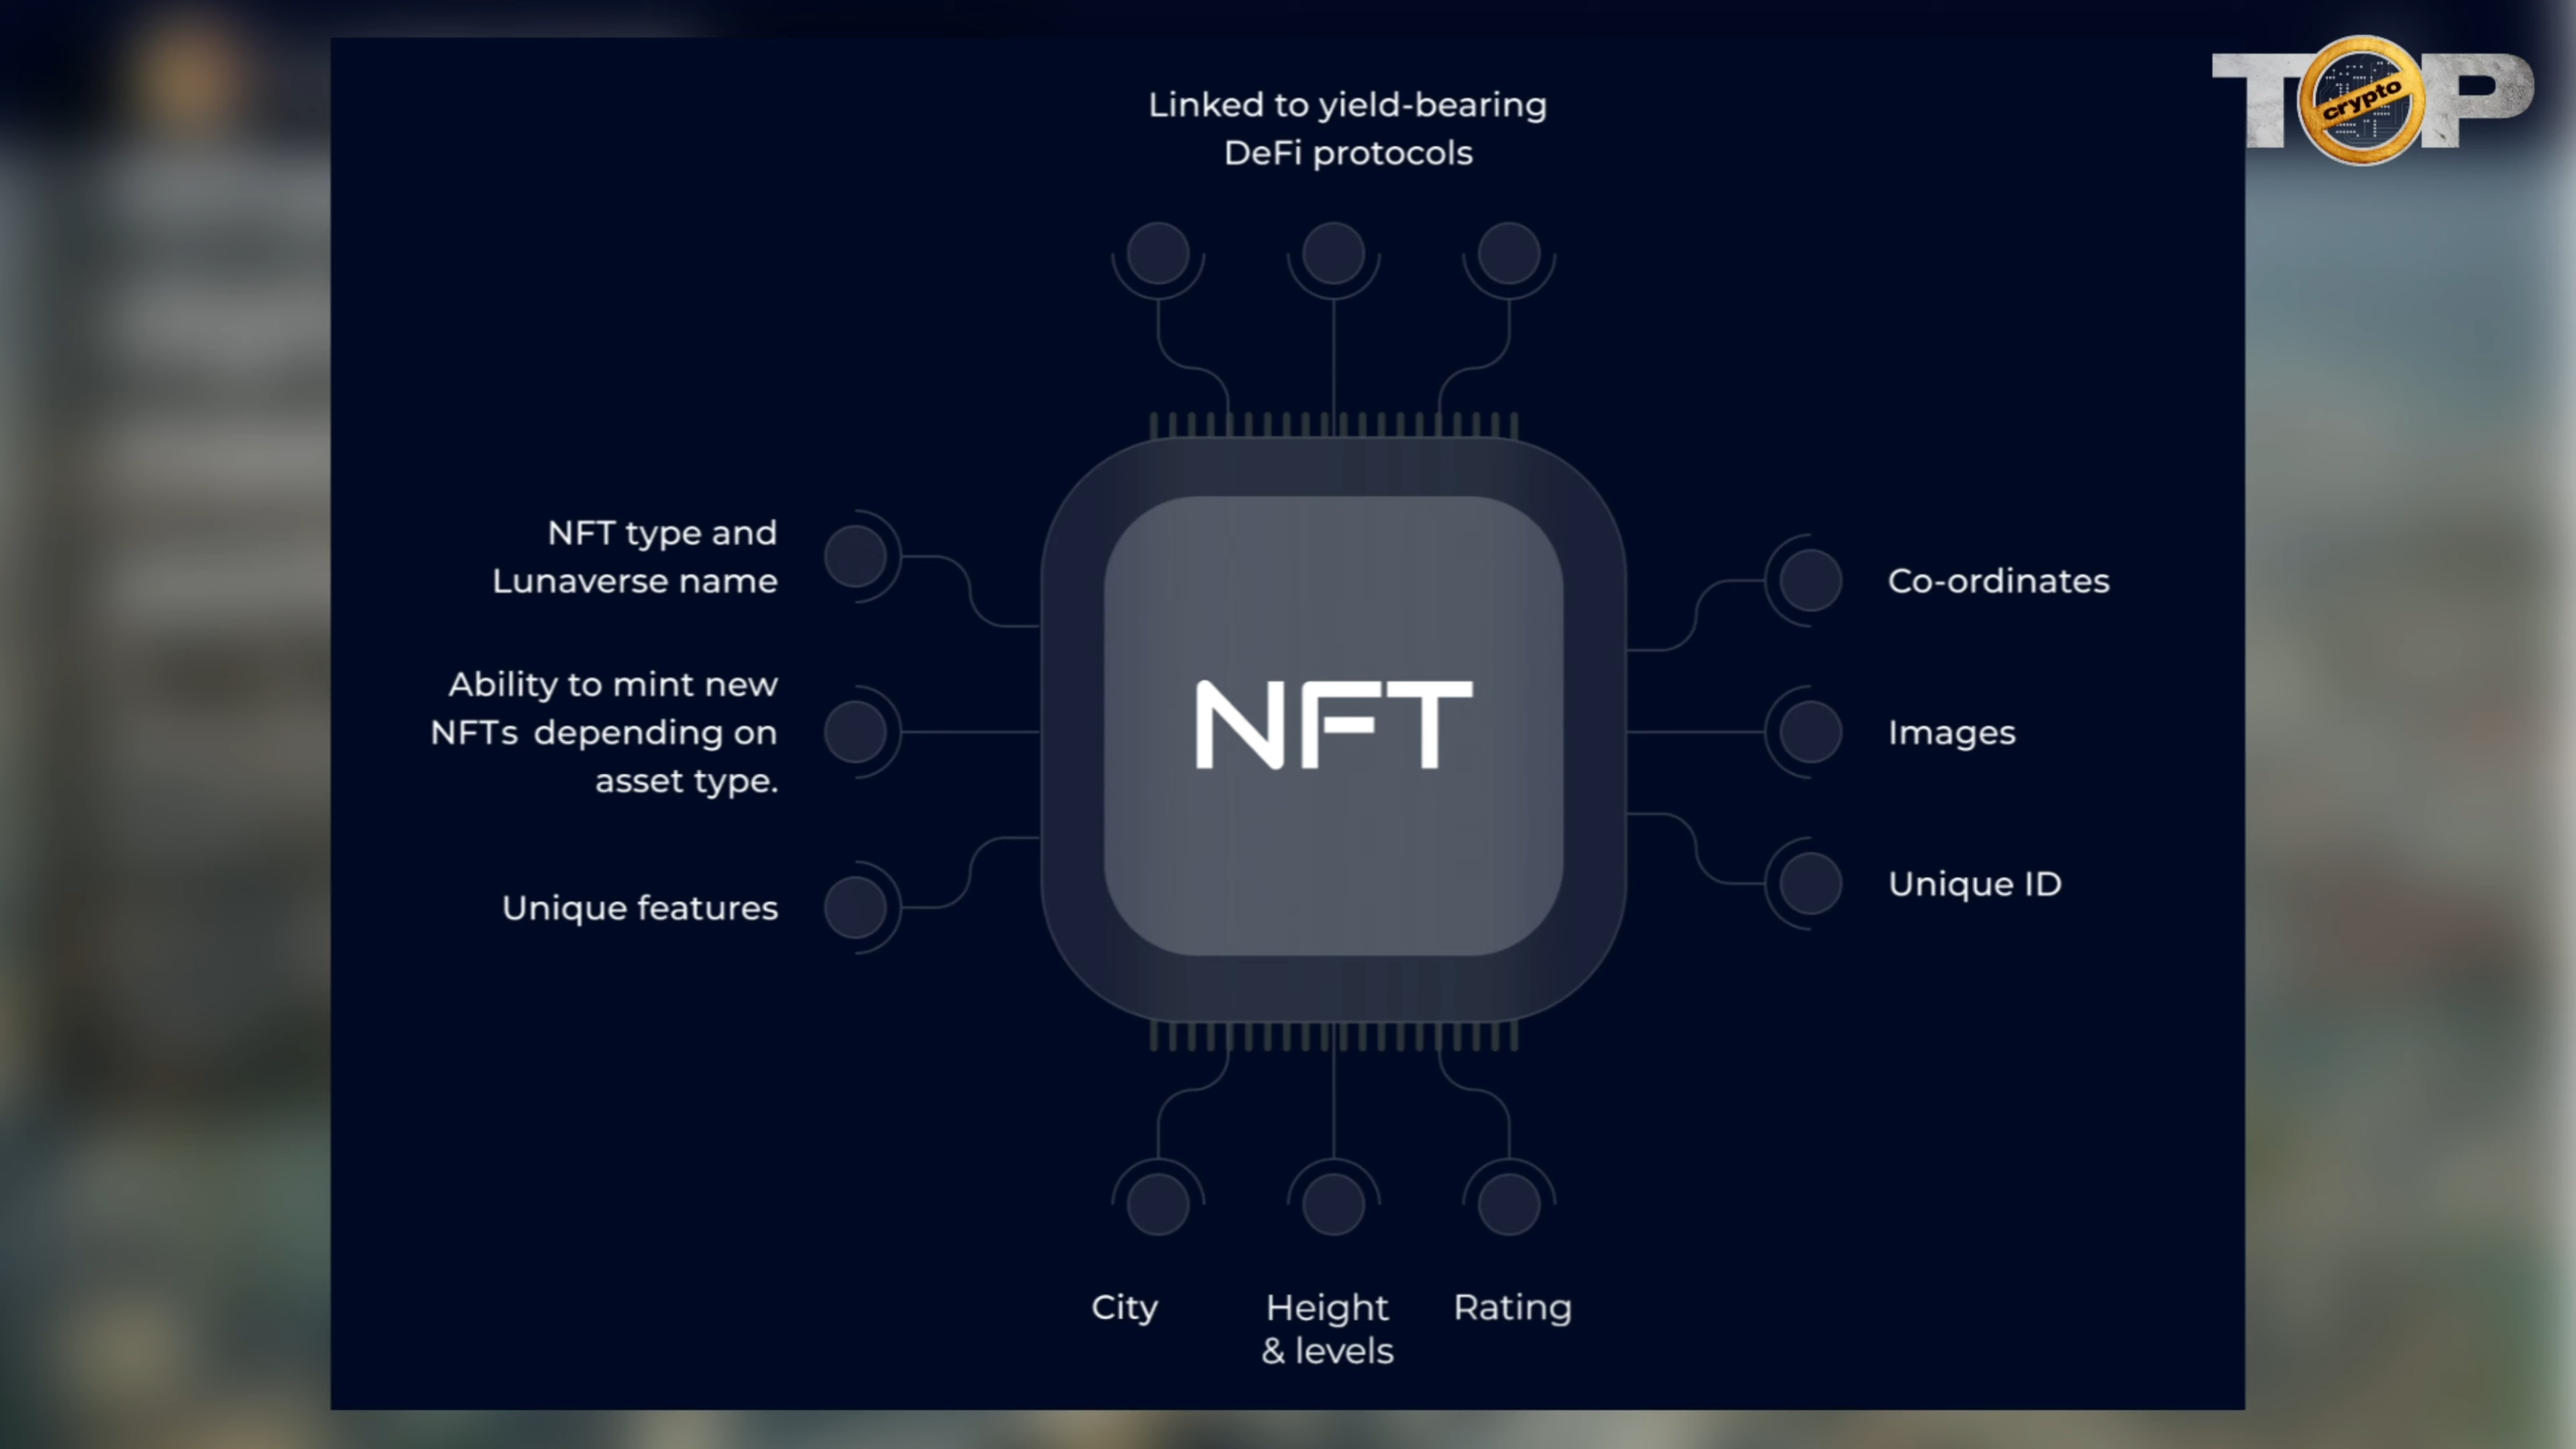 TOP
crypto
Linked to yield-bearing
DeFi protocols
NFT type and
Lunaverse name
Ability to mint new
NFTs depending on
asset type.
Unique features
NFT
Co-ordinates
Images
Unique ID
City
Height
& levels
Rating